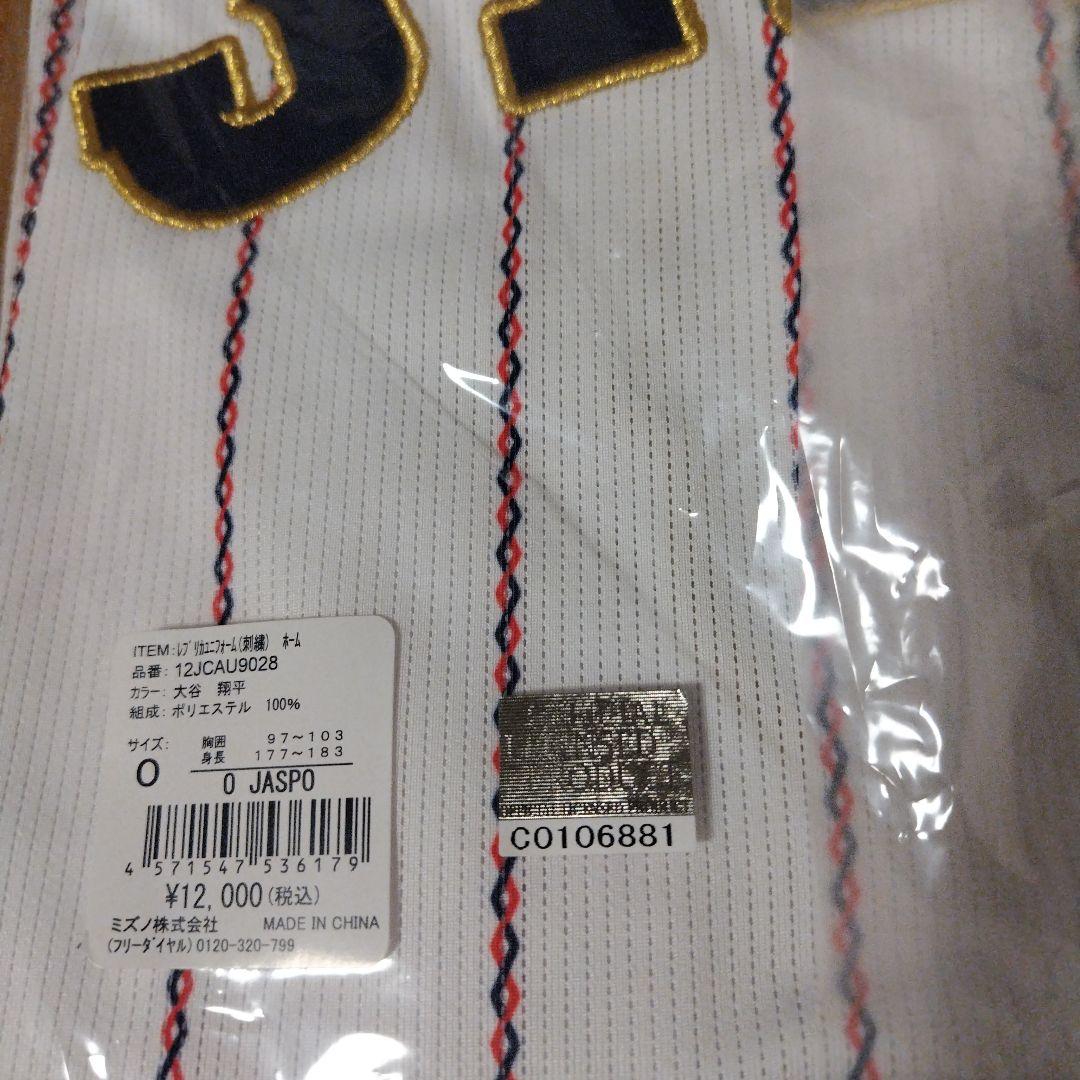 ITEM:ﾚﾌﾟﾘｶﾕﾆﾌｫｰﾑ(刺繍) ﾎｰﾑ
品番: 12JCAU9028
カラー: 大谷 翔平
組成: ポリエステル 100%
サイズ: 胸囲 97~103
身長 177~183
O
O JASPO
4 571547 536179
¥12,000(税込)
ミズノ株式会社 MADE IN CHINA
(フリーダイヤル) 0120-320-799
C0106881